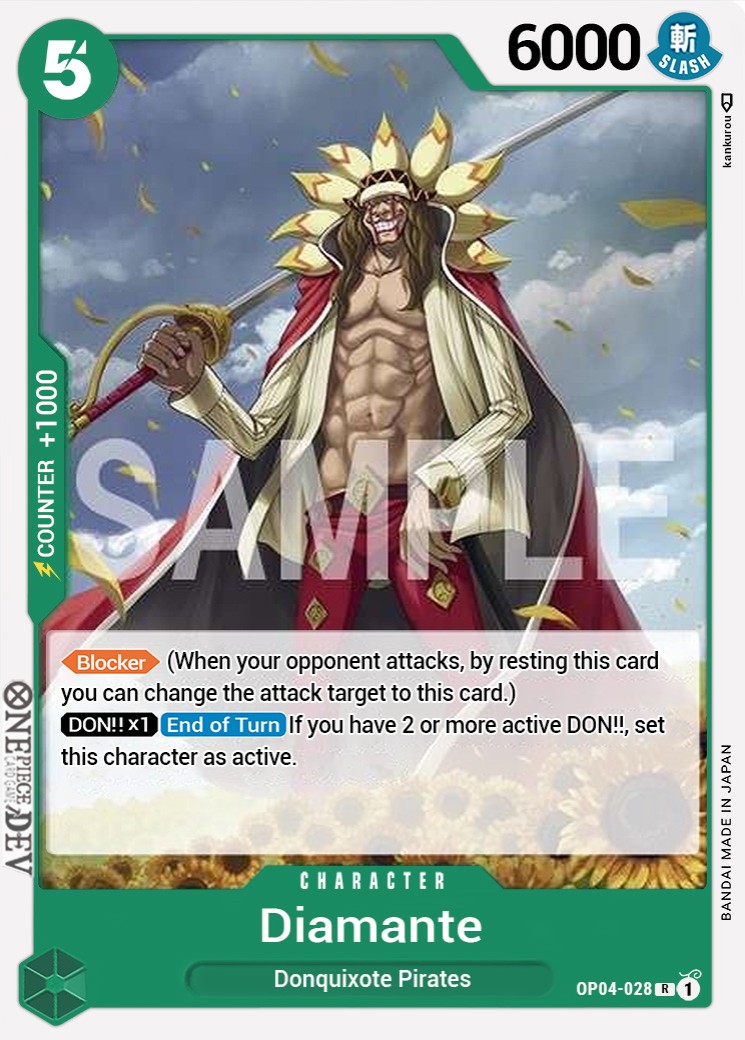 5
6000
斬
SLASH
kankurou
COUNTER +1000
SAMPLE
Blocker (When your opponent attacks, by resting this card
you can change the attack target to this card.)
DON!! x1 End of Turn If you have 2 or more active DON!!, set
this character as active.
ONE PIECE
CARD GAME
DEV
BANDAI MADE IN JAPAN
CHARACTER
Diamante
Donquixote Pirates
OP04-028 R 1